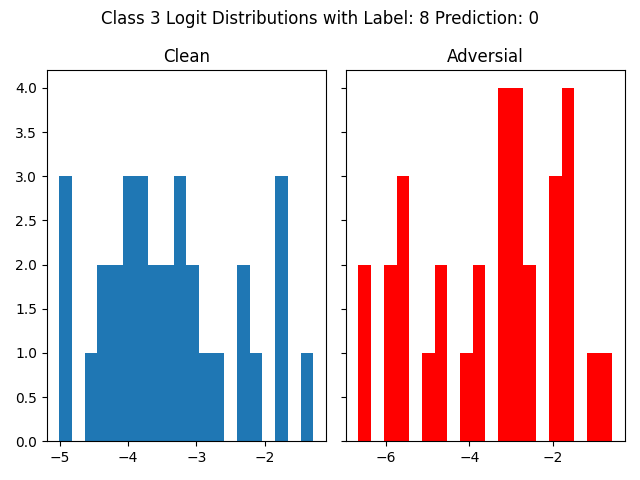 Class 3 Logit Distributions with Label: 8 Prediction: 0
Clean
Adversial
4.0
3.5
3.0
2.5
2.0
1.5
1.0
0.5
0.0
−5 −4 −3 −2
−6 −4 −2